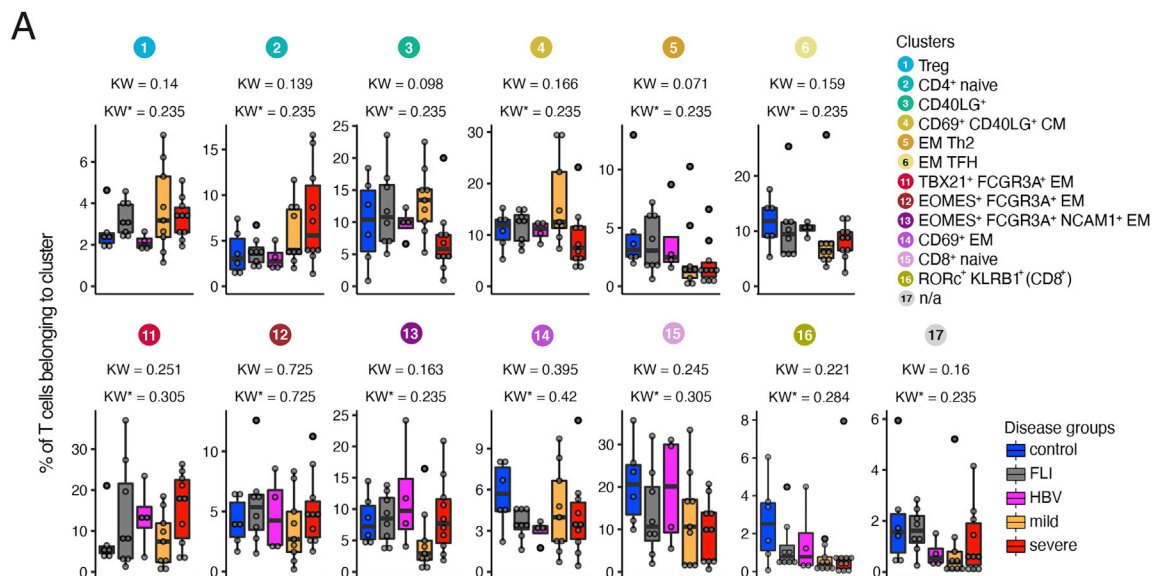 A
1 2 3 4 5 6
KW = 0.14 KW = 0.139 KW = 0.098 KW = 0.166 KW = 0.071 KW = 0.159
KW* = 0.235 KW* = 0.235 KW* = 0.235 KW* = 0.235 KW* = 0.235 KW* = 0.235
6
4
2
0
15
10
5
0
25
20
15
10
5
0
30
20
10
0
10
5
0
20
10
0
Clusters
1 Treg
2 CD4⁺ naive
3 CD40LG⁺
4 CD69⁺ CD40LG⁺ CM
5 EM Th2
6 EM TFH
11 TBX21⁺ FCGR3A⁺ EM
12 EOMES⁺ FCGR3A⁺ EM
13 EOMES⁺ FCGR3A⁺ NCAM1⁺ EM
14 CD69⁺ EM
15 CD8⁺ naive
16 RORc⁺ KLRB1⁺ (CD8⁺)
17 n/a
% of T cells belonging to cluster
11 12 13 14 15 16 17
KW = 0.251 KW = 0.725 KW = 0.163 KW = 0.395 KW = 0.245 KW = 0.221 KW = 0.16
KW* = 0.305 KW* = 0.725 KW* = 0.235 KW* = 0.42 KW* = 0.305 KW* = 0.284 KW* = 0.235
30
20
10
0
10
5
0
25
20
15
10
5
0
9
6
3
0
30
20
10
0
8
6
4
2
0
6
4
2
0
Disease groups
control
FLI
HBV
mild
severe